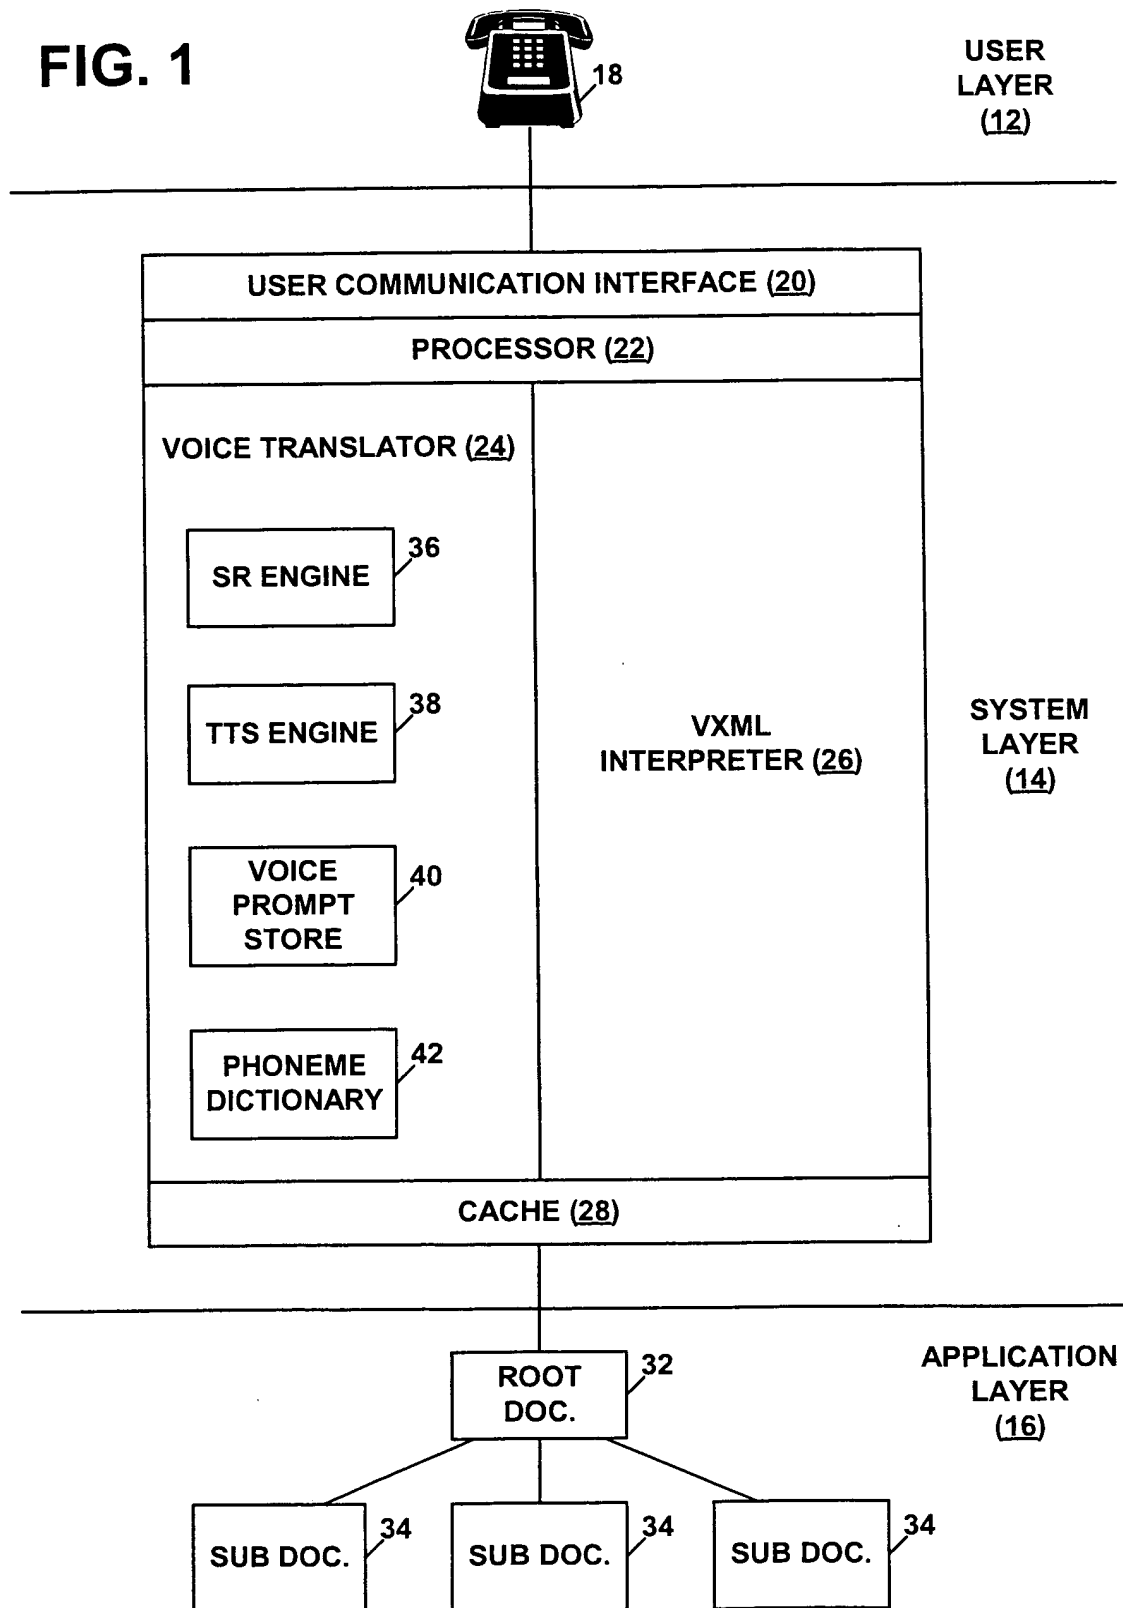 FIG. 1
18
USER
LAYER
(12)
USER COMMUNICATION INTERFACE (20)
PROCESSOR (22)
VOICE TRANSLATOR (24)
SR ENGINE
36
TTS ENGINE
38
VOICE
PROMPT
STORE
40
PHONEME
DICTIONARY
42
VXML
INTERPRETER (26)
SYSTEM
LAYER
(14)
CACHE (28)
ROOT
DOC.
32
APPLICATION
LAYER
(16)
SUB DOC.
34
SUB DOC.
34
SUB DOC.
34